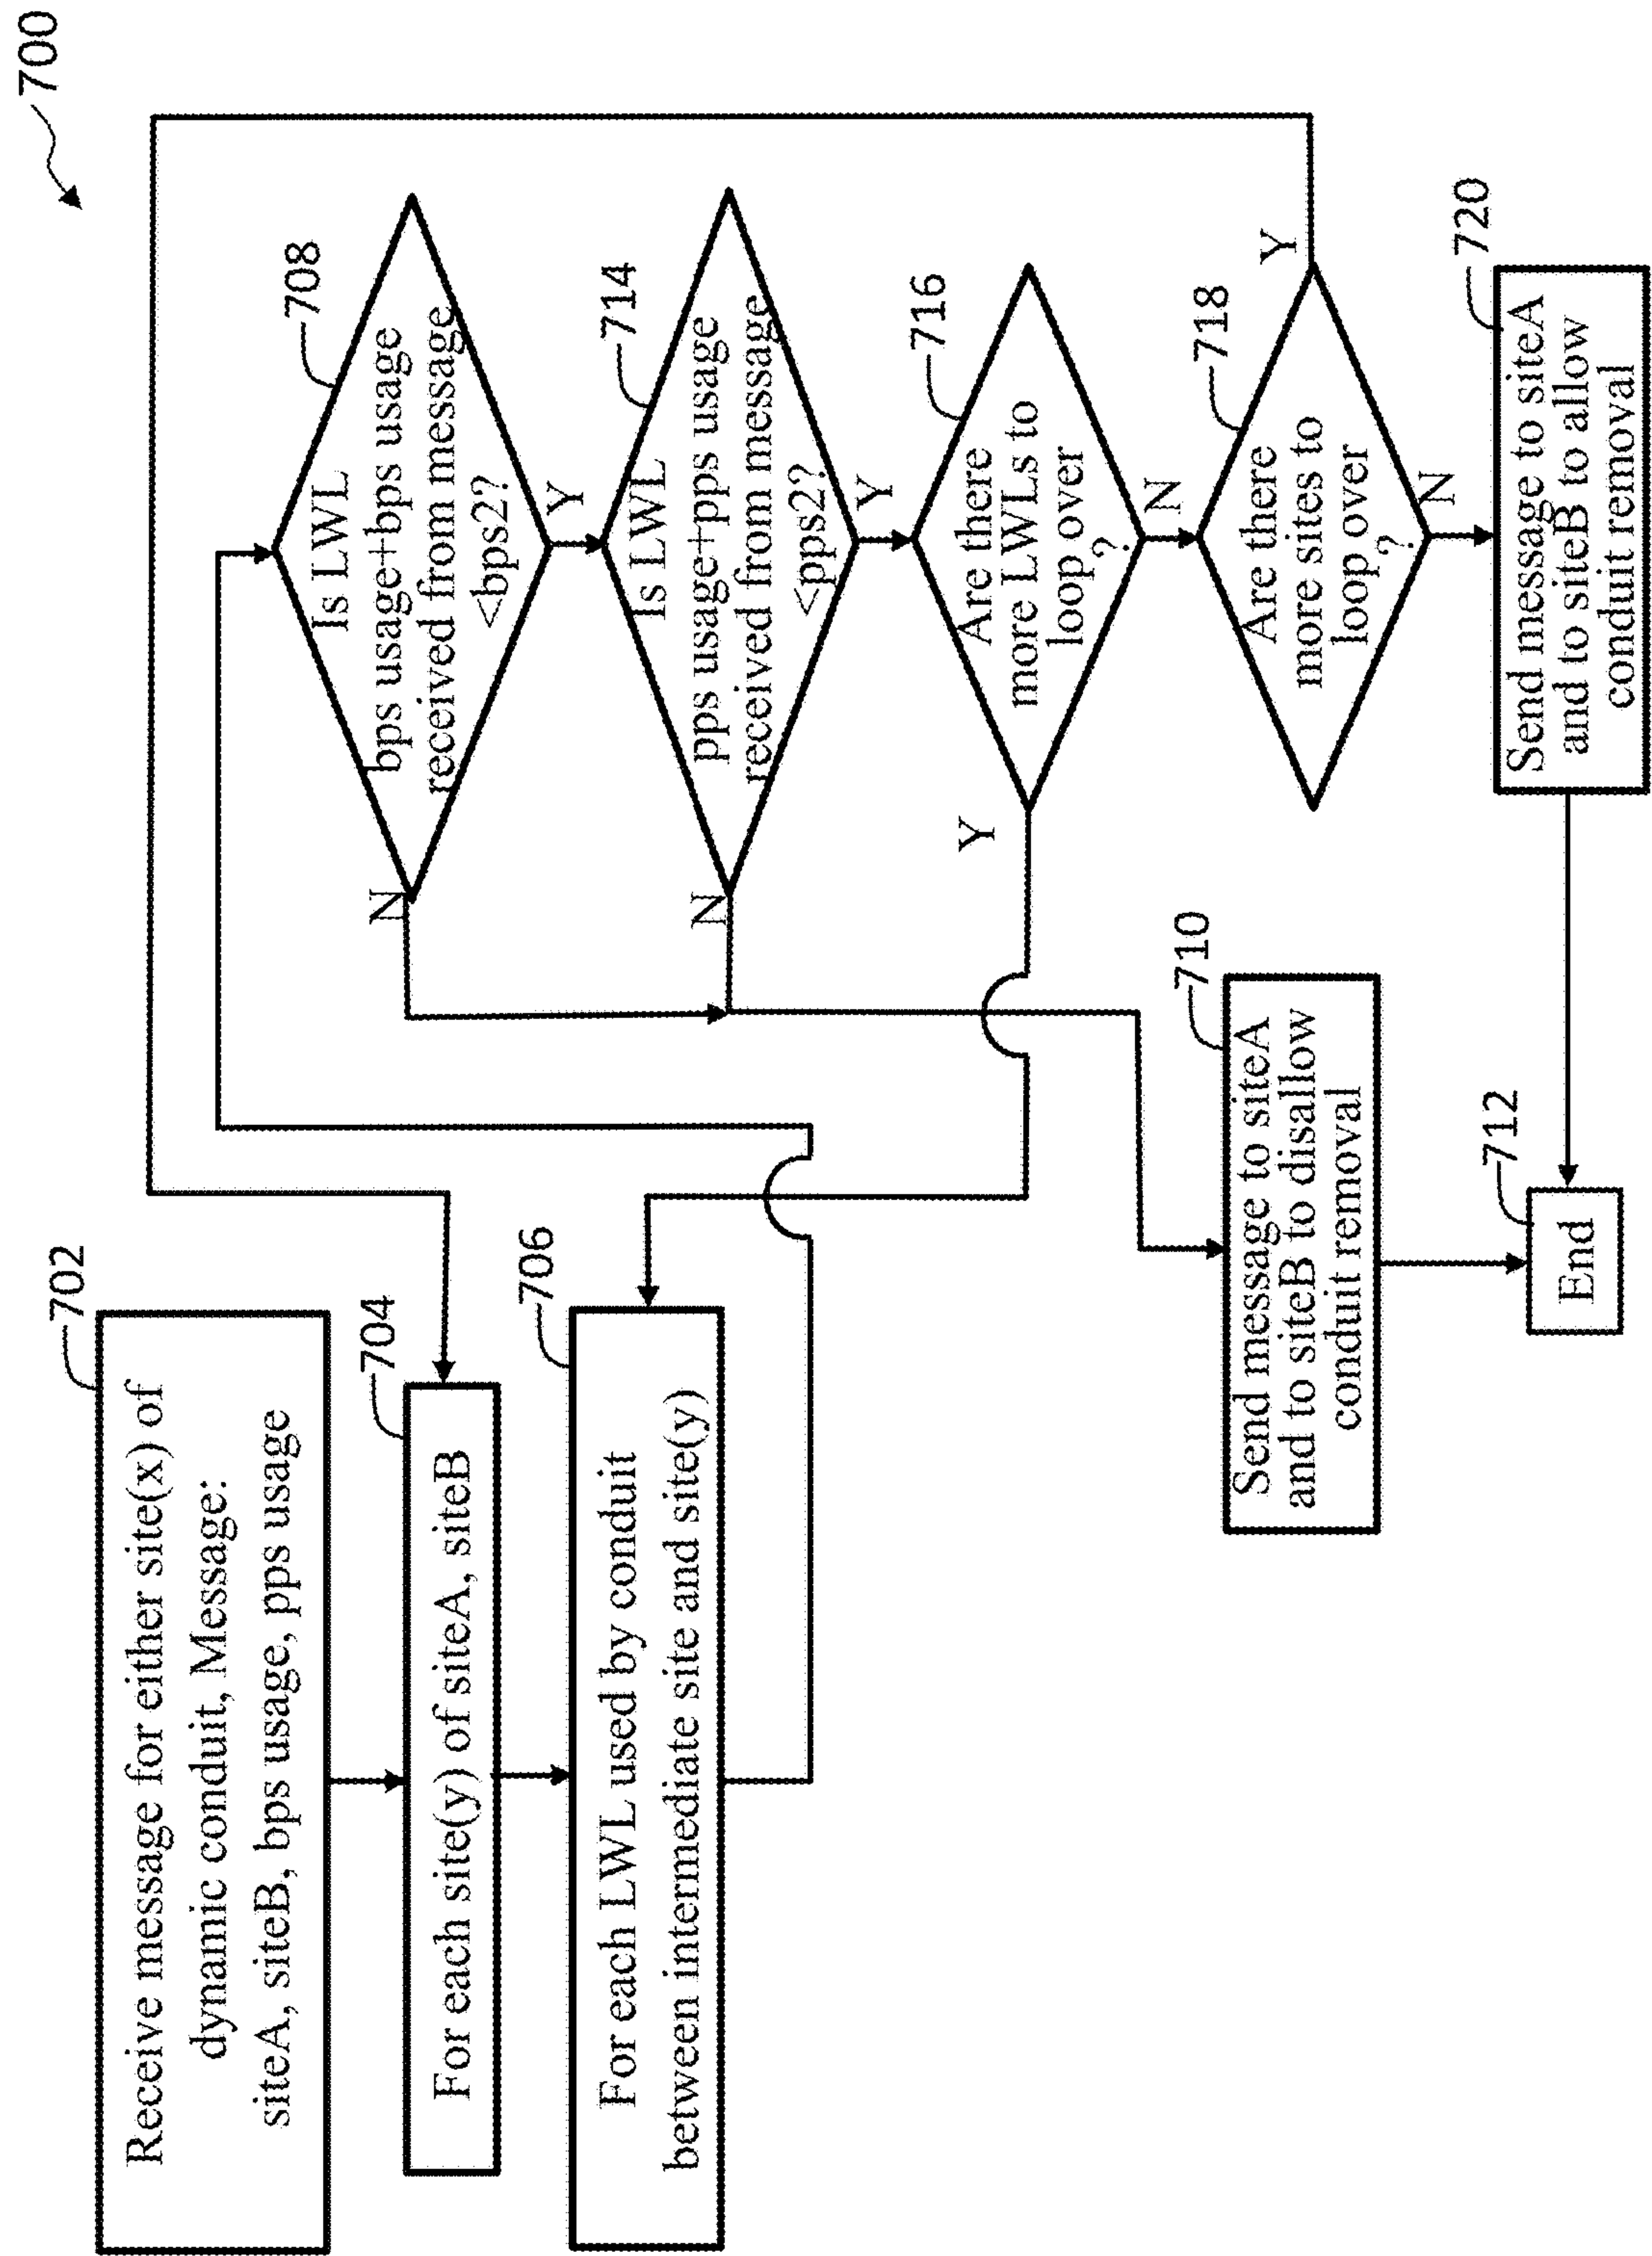 700
702
Receive message for either site(x) of
dynamic conduit, Message:
siteA, siteB, bps usage, pps usage
704
For each site(y) of siteA, siteB
706
For each LWL used by conduit
between intermediate site and site(y)
708
Is LWL
bps usage+bps usage
received from message
<bps2?
N
Y
714
Is LWL
pps usage+pps usage
received from message
<pps2?
N
Y
716
Are there
more LWLs to
loop over
?
Y
N
718
Are there
more sites to
loop over
?
Y
N
710
Send message to siteA
and to siteB to disallow
conduit removal
720
Send message to siteA
and to siteB to allow
conduit removal
712
End